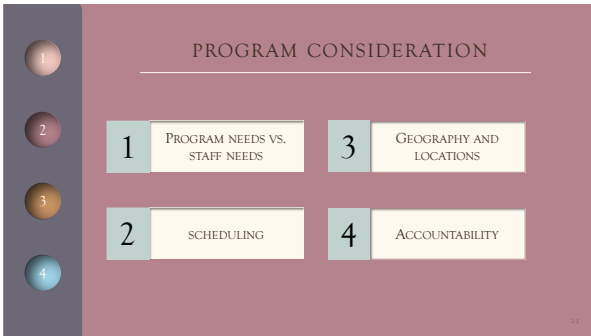 PROGRAM CONSIDERATION
1
2
3
4
1
PROGRAM NEEDS VS.
STAFF NEEDS
2
SCHEDULING
3
GEOGRAPHY AND
LOCATIONS
4
ACCOUNTABILITY